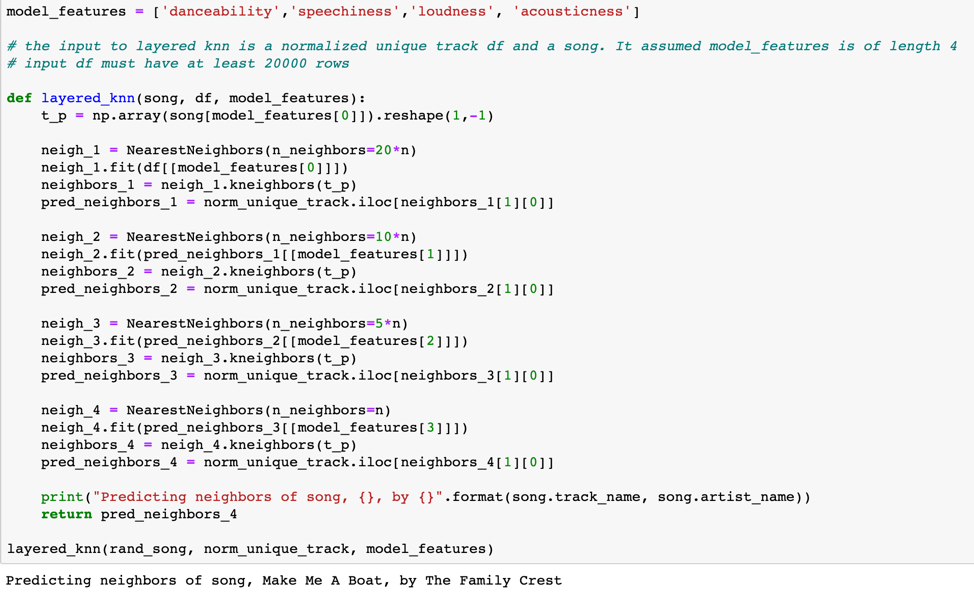 model_features = ['danceability','speechiness','loudness', 'acousticness']
# the input to layered knn is a normalized unique track df and a song. It assumed model_features is of length 4
# input df must have at least 20000 rows
def layered_knn(song, df, model_features):
    t_p = np.array(song[model_features[0]]).reshape(1,-1)
    neigh_1 = NearestNeighbors(n_neighbors=20*n)
    neigh_1.fit(df[[model_features[0]]])
    neighbors_1 = neigh_1.kneighbors(t_p)
    pred_neighbors_1 = norm_unique_track.iloc[neighbors_1[1][0]]
    neigh_2 = NearestNeighbors(n_neighbors=10*n)
    neigh_2.fit(pred_neighbors_1[[model_features[1]]])
    neighbors_2 = neigh_2.kneighbors(t_p)
    pred_neighbors_2 = norm_unique_track.iloc[neighbors_2[1][0]]
    neigh_3 = NearestNeighbors(n_neighbors=5*n)
    neigh_3.fit(pred_neighbors_2[[model_features[2]]])
    neighbors_3 = neigh_3.kneighbors(t_p)
    pred_neighbors_3 = norm_unique_track.iloc[neighbors_3[1][0]]
    neigh_4 = NearestNeighbors(n_neighbors=n)
    neigh_4.fit(pred_neighbors_3[[model_features[3]]])
    neighbors_4 = neigh_4.kneighbors(t_p)
    pred_neighbors_4 = norm_unique_track.iloc[neighbors_4[1][0]]
    print("Predicting neighbors of song, {}, by {}".format(song.track_name, song.artist_name))
    return pred_neighbors_4
layered_knn(rand_song, norm_unique_track, model_features)
Predicting neighbors of song, Make Me A Boat, by The Family Crest